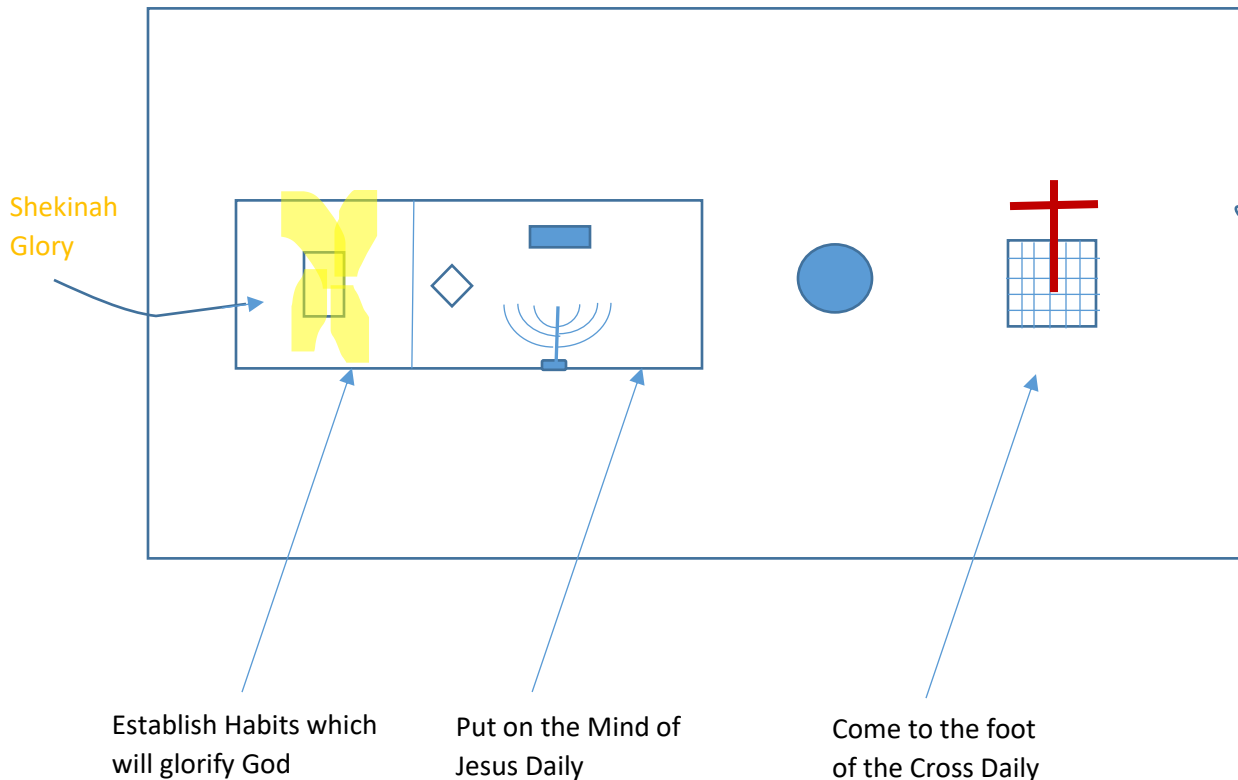 Shekinah
Glory
Establish Habits which
will glorify God
Put on the Mind of
Jesus Daily
Come to the foot
of the Cross Daily